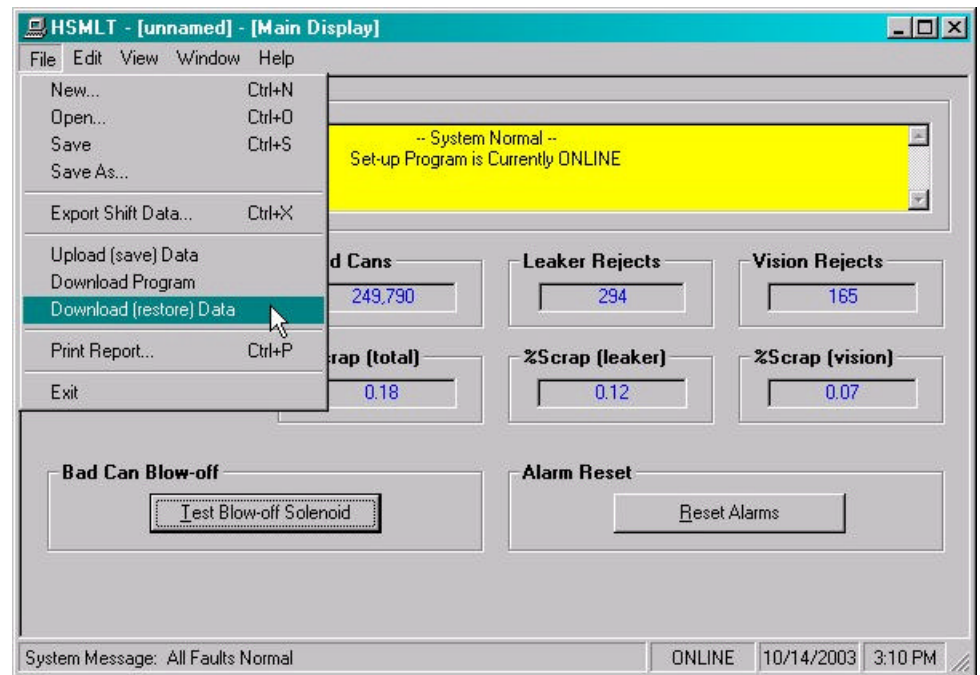 HSMLT - [unnamed] - [Main Display]
File Edit View Window Help
New... Ctrl+N
Open... Ctrl+O
Save Ctrl+S
Save As...
Export Shift Data... Ctrl+X
Upload (save) Data
Download Program
Download (restore) Data
Print Report... Ctrl+P
Exit
-- System Normal --
Set-up Program is Currently ONLINE
Cans
249,790
Leaker Rejects
294
Vision Rejects
165
(total)
0.18
%Scrap (leaker)
0.12
%Scrap (vision)
0.07
Bad Can Blow-off
Test Blow-off Solenoid
Alarm Reset
Reset Alarms
System Message: All Faults Normal
ONLINE 10/14/2003 3:10 PM